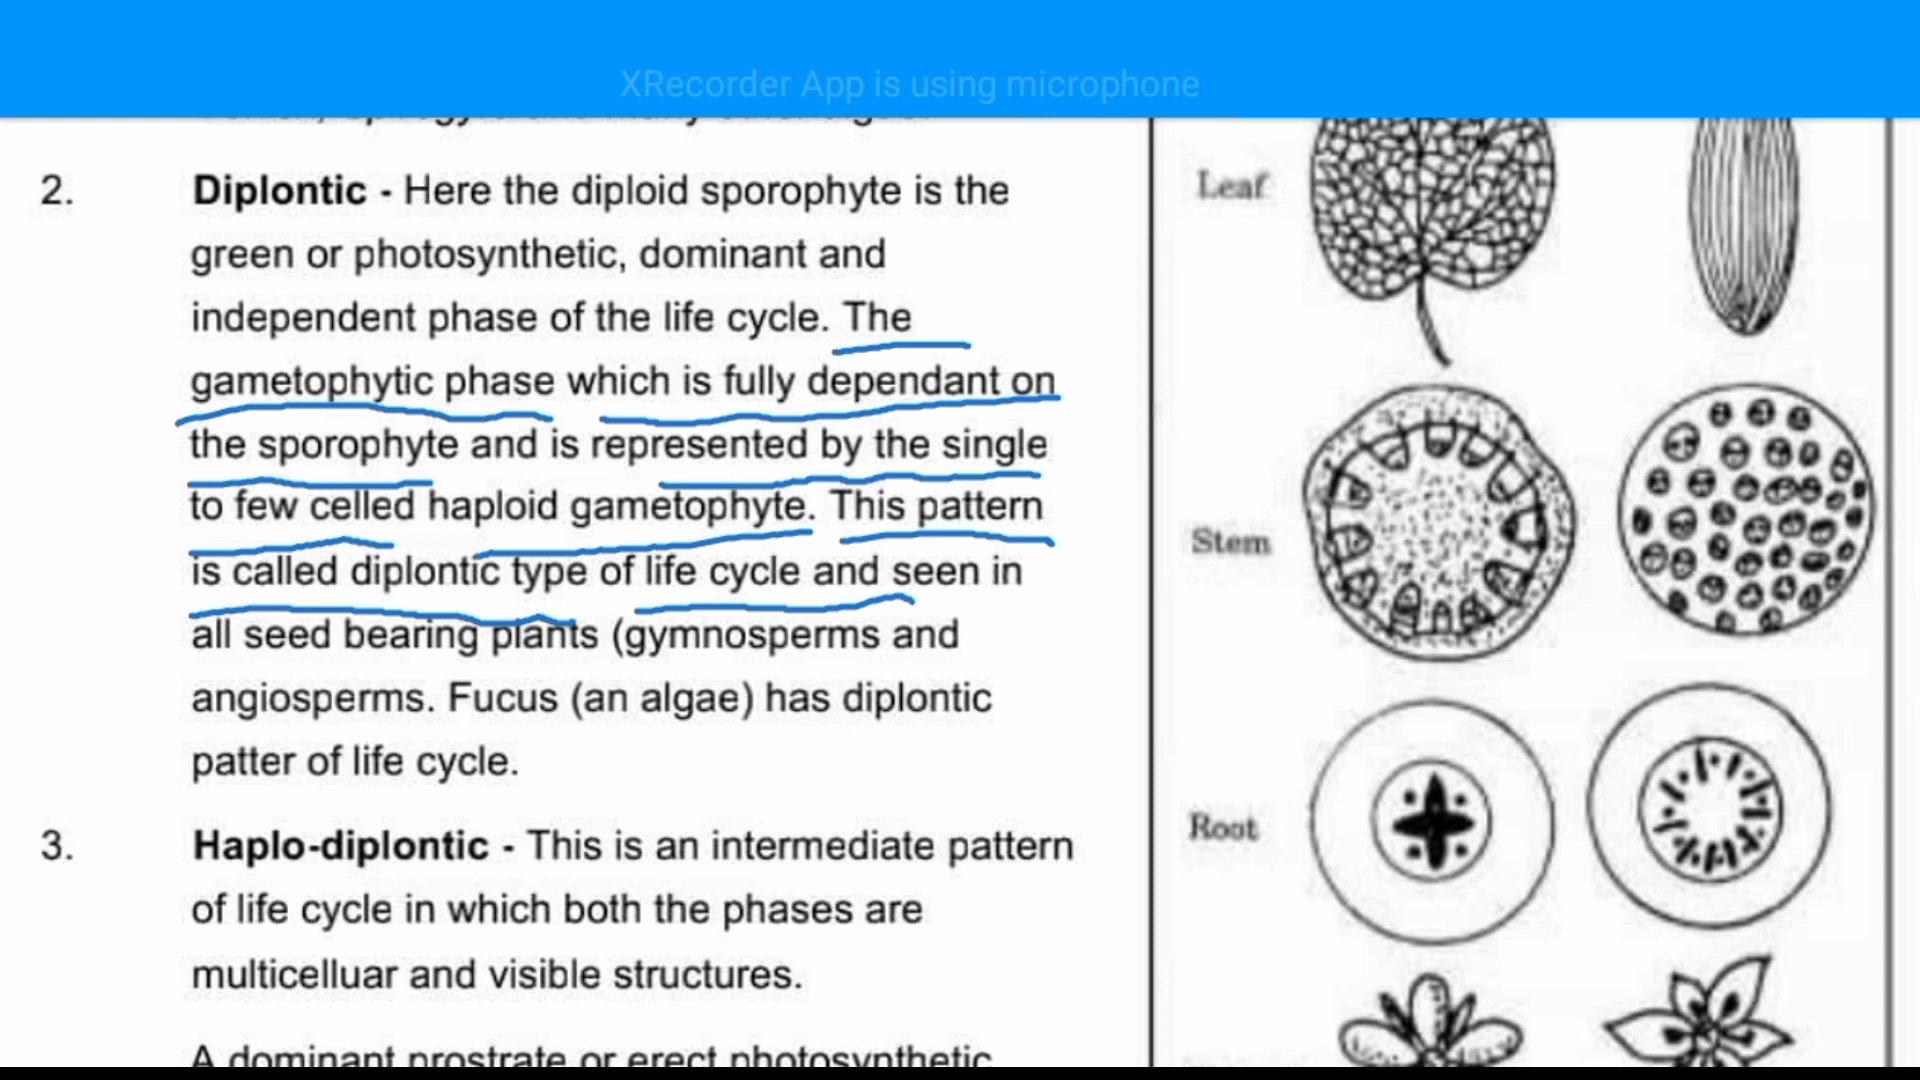 XRecorder App is using microphone
2. Diplontic - Here the diploid sporophyte is the
green or photosynthetic, dominant and
independent phase of the life cycle. The
gametophytic phase which is fully dependant on
the sporophyte and is represented by the single
to few celled haploid gametophyte. This pattern
is called diplontic type of life cycle and seen in
all seed bearing plants (gymnosperms and
angiosperms. Fucus (an algae) has diplontic
patter of life cycle.
3. Haplo-diplontic - This is an intermediate pattern
of life cycle in which both the phases are
multicelluar and visible structures.
A dominant prostrate or erect photosynthetic
Leaf
Stem
Root